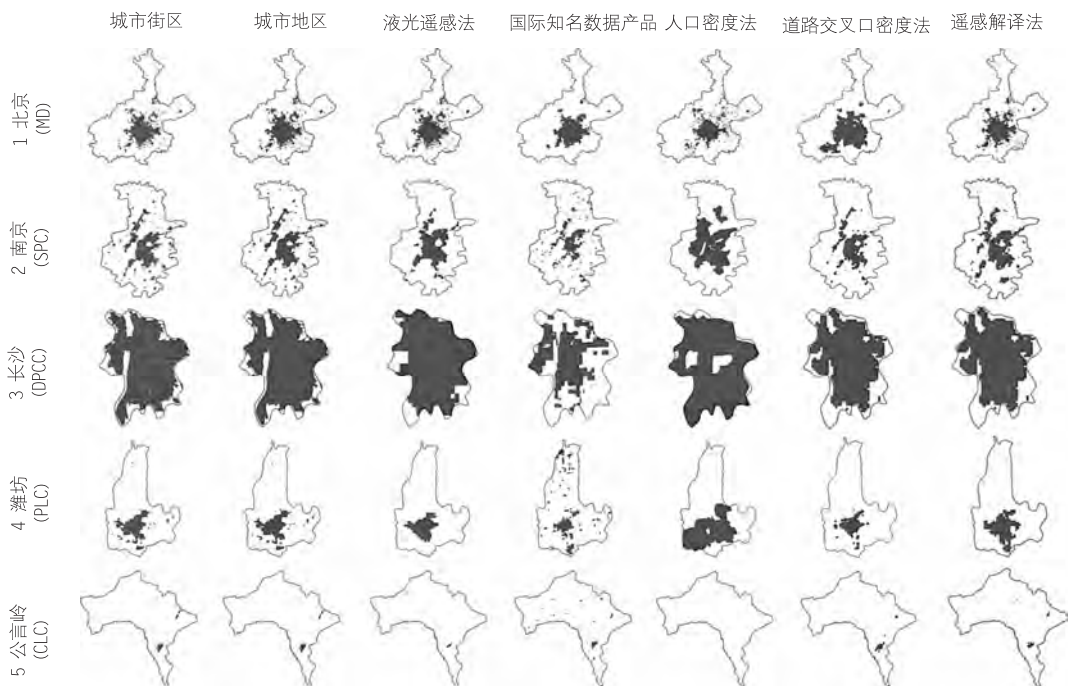 城市街区 城市地区 液光遥感法 国际知名数据产品 人口密度法 道路交叉口密度法 遥感解译法
1 北京
(MD)
2 南京
(SPC)
3 长沙
(DPCC)
4 潍坊
(PLC)
5 公言岭
(CLC)